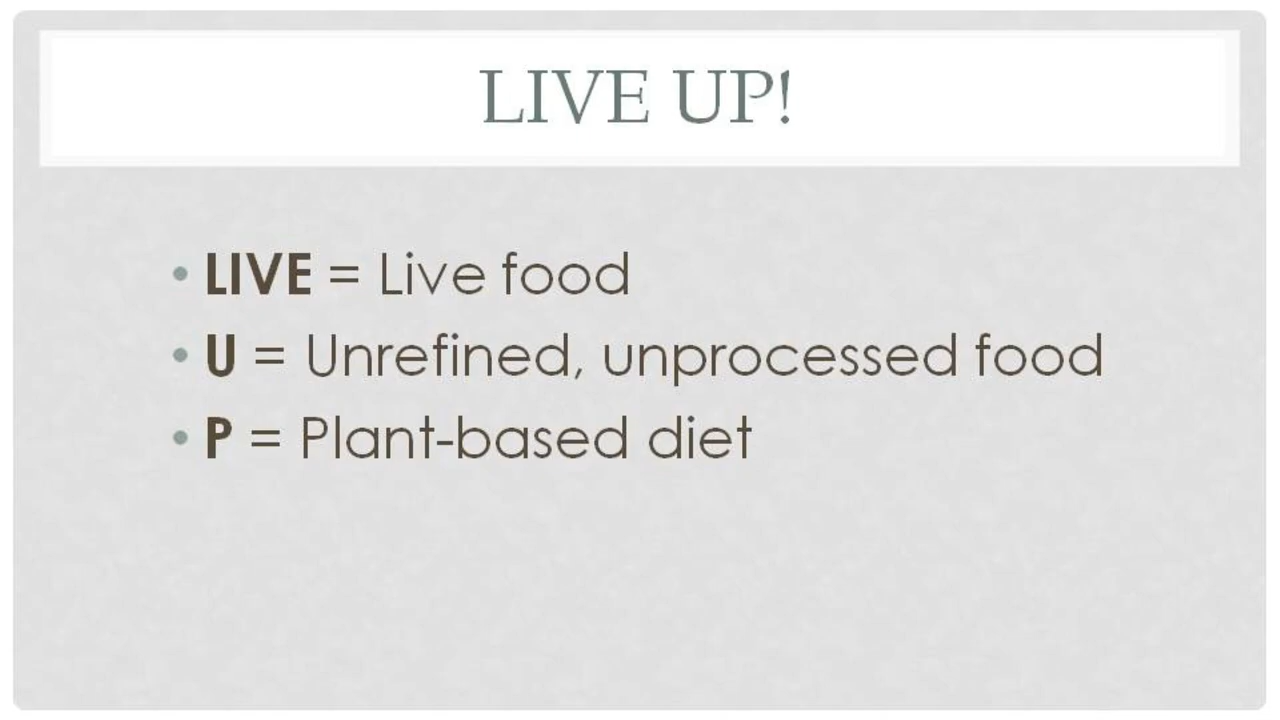 LIVE UP!
• LIVE = Live food
• U = Unrefined, unprocessed food
• P = Plant-based diet